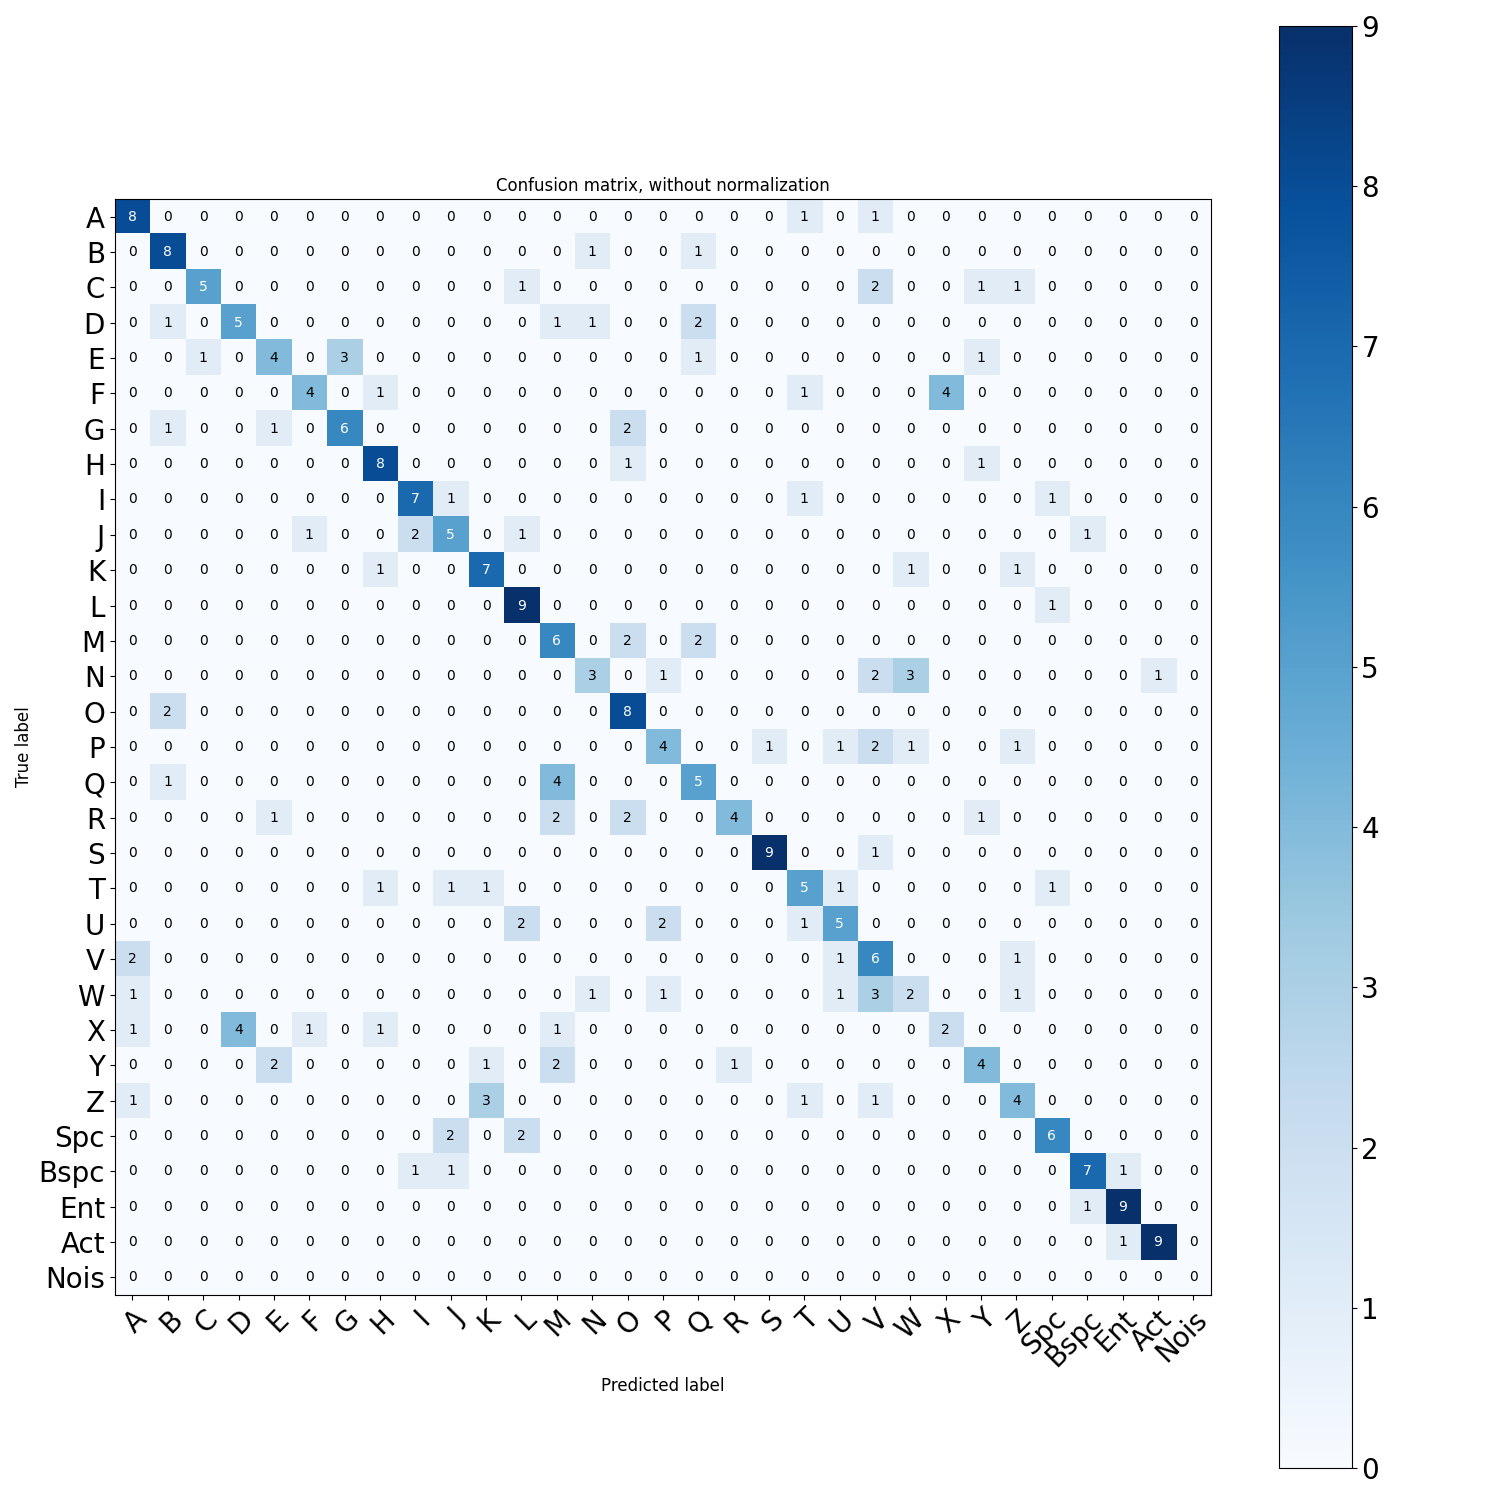 Confusion matrix, without normalization
A 8 0 0 0 0 0 0 0 0 0 0 0 0 0 0 0 0 0 0 1 0 1 0 0 0 0 0 0 0 0 0
B 0 8 0 0 0 0 0 0 0 0 0 0 0 1 0 0 1 0 0 0 0 0 0 0 0 0 0 0 0 0 0
C 0 0 5 0 0 0 0 0 0 0 0 1 0 0 0 0 0 0 0 0 0 2 0 0 1 1 0 0 0 0 0
D 0 1 0 5 0 0 0 0 0 0 0 0 1 1 0 0 2 0 0 0 0 0 0 0 0 0 0 0 0 0 0
E 0 0 1 0 4 0 3 0 0 0 0 0 0 0 0 0 1 0 0 0 0 0 0 0 1 0 0 0 0 0 0
F 0 0 0 0 0 4 0 1 0 0 0 0 0 0 0 0 0 0 0 1 0 0 0 4 0 0 0 0 0 0 0
G 0 1 0 0 1 0 6 0 0 0 0 0 0 0 2 0 0 0 0 0 0 0 0 0 0 0 0 0 0 0 0
H 0 0 0 0 0 0 0 8 0 0 0 0 0 0 1 0 0 0 0 0 0 0 0 0 1 0 0 0 0 0 0
I 0 0 0 0 0 0 0 0 7 1 0 0 0 0 0 0 0 0 0 1 0 0 0 0 0 0 1 0 0 0 0
J 0 0 0 0 0 1 0 0 2 5 0 1 0 0 0 0 0 0 0 0 0 0 0 0 0 0 0 1 0 0 0
K 0 0 0 0 0 0 0 1 0 0 7 0 0 0 0 0 0 0 0 0 0 0 1 0 0 1 0 0 0 0 0
L 0 0 0 0 0 0 0 0 0 0 0 9 0 0 0 0 0 0 0 0 0 0 0 0 0 0 1 0 0 0 0
M 0 0 0 0 0 0 0 0 0 0 0 0 6 0 2 0 2 0 0 0 0 0 0 0 0 0 0 0 0 0 0
N 0 0 0 0 0 0 0 0 0 0 0 0 0 3 0 1 0 0 0 0 0 2 3 0 0 0 0 0 0 1 0
O 0 2 0 0 0 0 0 0 0 0 0 0 0 0 8 0 0 0 0 0 0 0 0 0 0 0 0 0 0 0 0
P 0 0 0 0 0 0 0 0 0 0 0 0 0 0 0 4 0 0 1 0 1 2 1 0 0 1 0 0 0 0 0
Q 0 1 0 0 0 0 0 0 0 0 0 0 4 0 0 0 5 0 0 0 0 0 0 0 0 0 0 0 0 0 0
R 0 0 0 0 1 0 0 0 0 0 0 0 2 0 2 0 0 4 0 0 0 0 0 0 1 0 0 0 0 0 0
S 0 0 0 0 0 0 0 0 0 0 0 0 0 0 0 0 0 0 9 0 0 1 0 0 0 0 0 0 0 0 0
T 0 0 0 0 0 0 0 1 0 1 1 0 0 0 0 0 0 0 0 5 1 0 0 0 0 0 1 0 0 0 0
U 0 0 0 0 0 0 0 0 0 0 0 2 0 0 0 2 0 0 0 1 5 0 0 0 0 0 0 0 0 0 0
V 2 0 0 0 0 0 0 0 0 0 0 0 0 0 0 0 0 0 0 0 1 6 0 0 0 1 0 0 0 0 0
W 1 0 0 0 0 0 0 0 0 0 0 0 0 1 0 1 0 0 0 0 1 3 2 0 0 1 0 0 0 0 0
X 1 0 0 4 0 1 0 1 0 0 0 0 1 0 0 0 0 0 0 0 0 0 0 2 0 0 0 0 0 0 0
Y 0 0 0 0 2 0 0 0 0 0 1 0 2 0 0 0 0 1 0 0 0 0 0 0 4 0 0 0 0 0 0
Z 1 0 0 0 0 0 0 0 0 0 3 0 0 0 0 0 0 0 0 1 0 1 0 0 0 4 0 0 0 0 0
Spc 0 0 0 0 0 0 0 0 0 2 0 2 0 0 0 0 0 0 0 0 0 0 0 0 0 0 6 0 0 0 0
Bspc 0 0 0 0 0 0 0 0 1 1 0 0 0 0 0 0 0 0 0 0 0 0 0 0 0 0 0 7 1 0 0
Ent 0 0 0 0 0 0 0 0 0 0 0 0 0 0 0 0 0 0 0 0 0 0 0 0 0 0 0 1 9 0 0
Act 0 0 0 0 0 0 0 0 0 0 0 0 0 0 0 0 0 0 0 0 0 0 0 0 0 0 0 0 1 9 0
Nois 0 0 0 0 0 0 0 0 0 0 0 0 0 0 0 0 0 0 0 0 0 0 0 0 0 0 0 0 0 0 0
A B C D E F G H I J K L M N O P Q R S T U V W X Y Z Spc Bspc Ent Act Nois
Predicted label
True label
9
8
7
6
5
4
3
2
1
0